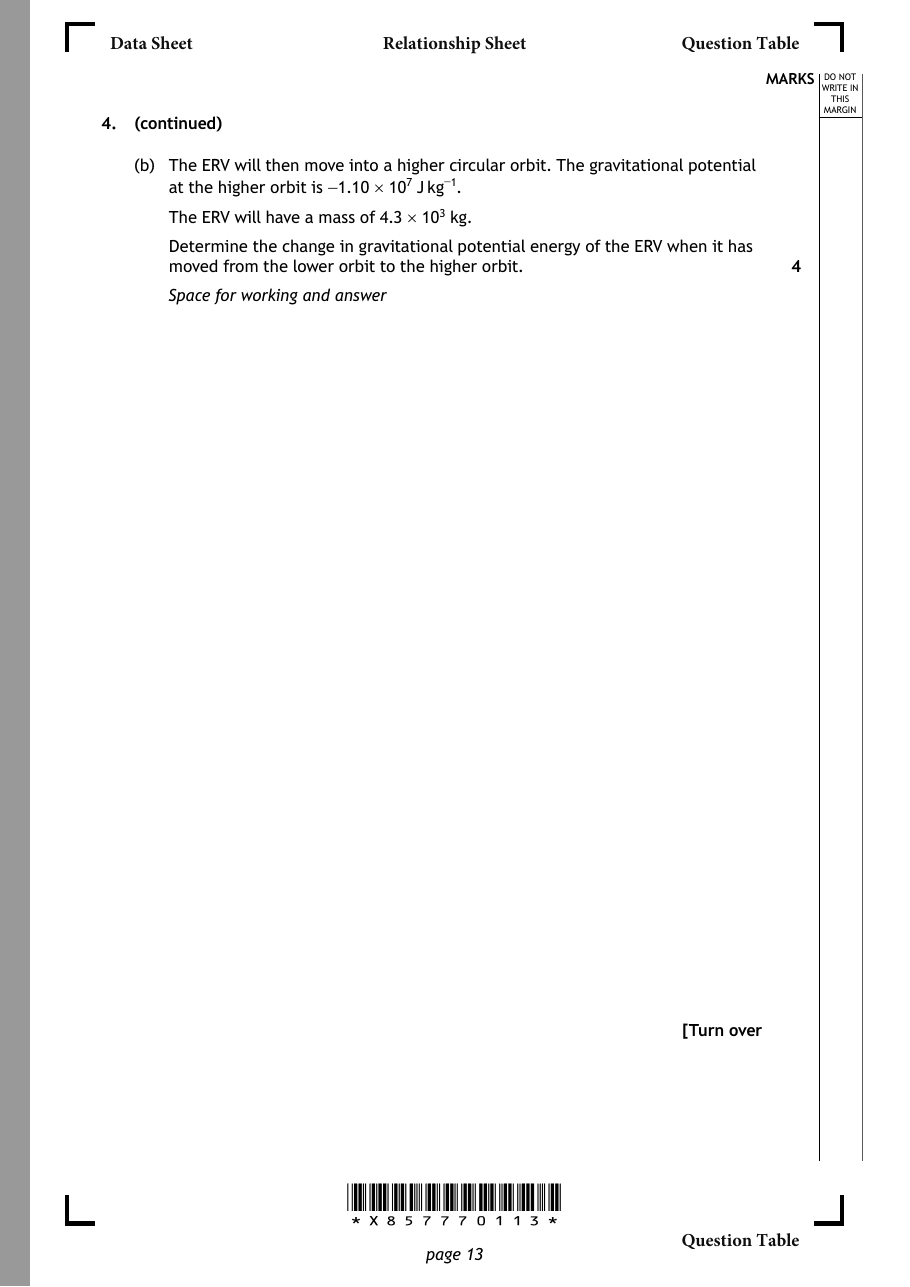 Data Sheet Relationship Sheet Question Table
MARKS
DO NOT
WRITE IN
THIS
MARGIN
4. (continued)
(b) The ERV will then move into a higher circular orbit. The gravitational potential
at the higher orbit is −1.10 × 10⁷ J kg⁻¹.
The ERV will have a mass of 4.3 × 10³ kg.
Determine the change in gravitational potential energy of the ERV when it has
moved from the lower orbit to the higher orbit. 4
Space for working and answer
[Turn over
* X 8 5 7 7 7 0 1 1 3 *
page 13
Question Table